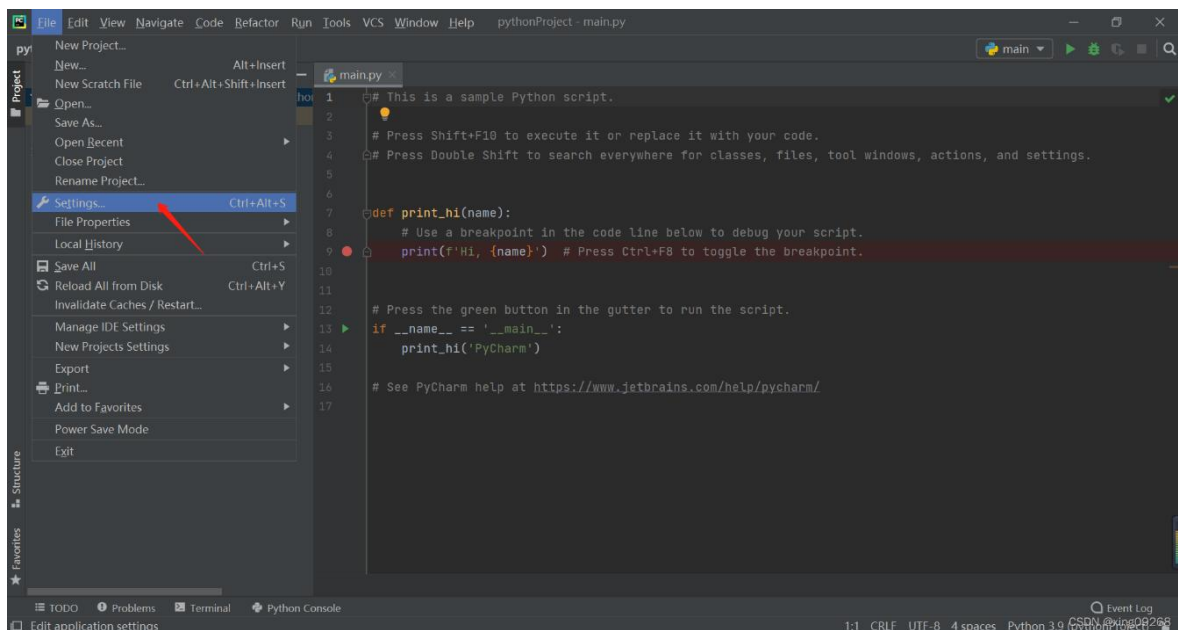 PC File Edit View Navigate Code Refactor Run Tools VCS Window Help pythonProject - main.py
main
New Project...
New... Alt+Insert
New Scratch File Ctrl+Alt+Shift+Insert
Open...
Save As...
Open Recent
Close Project
Rename Project...
Settings... Ctrl+Alt+S
File Properties
Local History
Save All Ctrl+S
Reload All from Disk Ctrl+Alt+Y
Invalidate Caches / Restart...
Manage IDE Settings
New Projects Settings
Export
Print...
Add to Favorites
Power Save Mode
Exit
Project
Structure
Favorites
main.py
1 # This is a sample Python script.
2
3 # Press Shift+F10 to execute it or replace it with your code.
4 # Press Double Shift to search everywhere for classes, files, tool windows, actions, and settings.
5
6
7 def print_hi(name):
8 # Use a breakpoint in the code line below to debug your script.
9 print(f'Hi, {name}') # Press Ctrl+F8 to toggle the breakpoint.
10
11
12 # Press the green button in the gutter to run the script.
13 if __name__ == '__main__':
14 print_hi('PyCharm')
15
16 # See PyCharm help at https://www.jetbrains.com/help/pycharm/
17
TODO Problems Terminal Python Console Event Log
Edit application settings 1:1 CRLF UTF-8 4 spaces Python 3.9 (pythonProject)